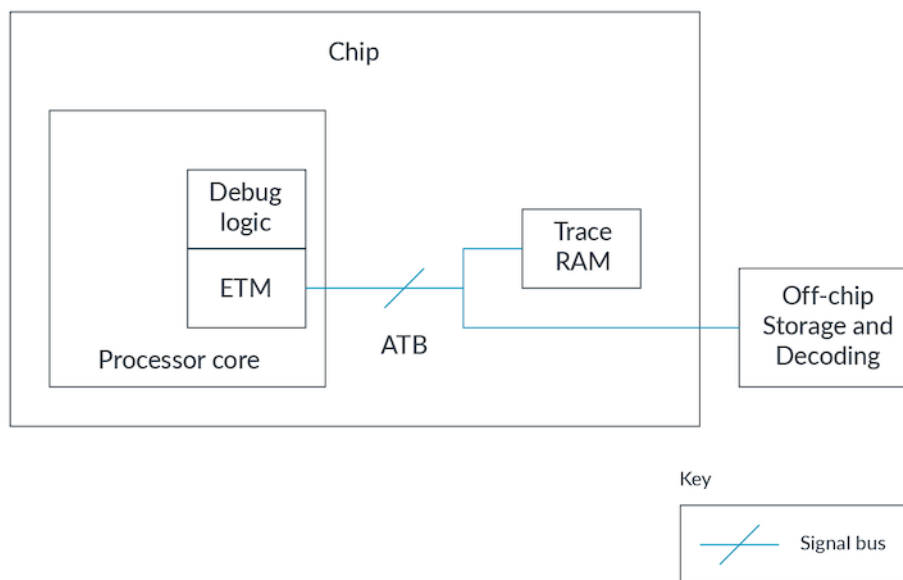 Chip
Debug
logic
ETM
Processor core
ATB
Trace
RAM
Off-chip
Storage and
Decoding
Key
Signal bus